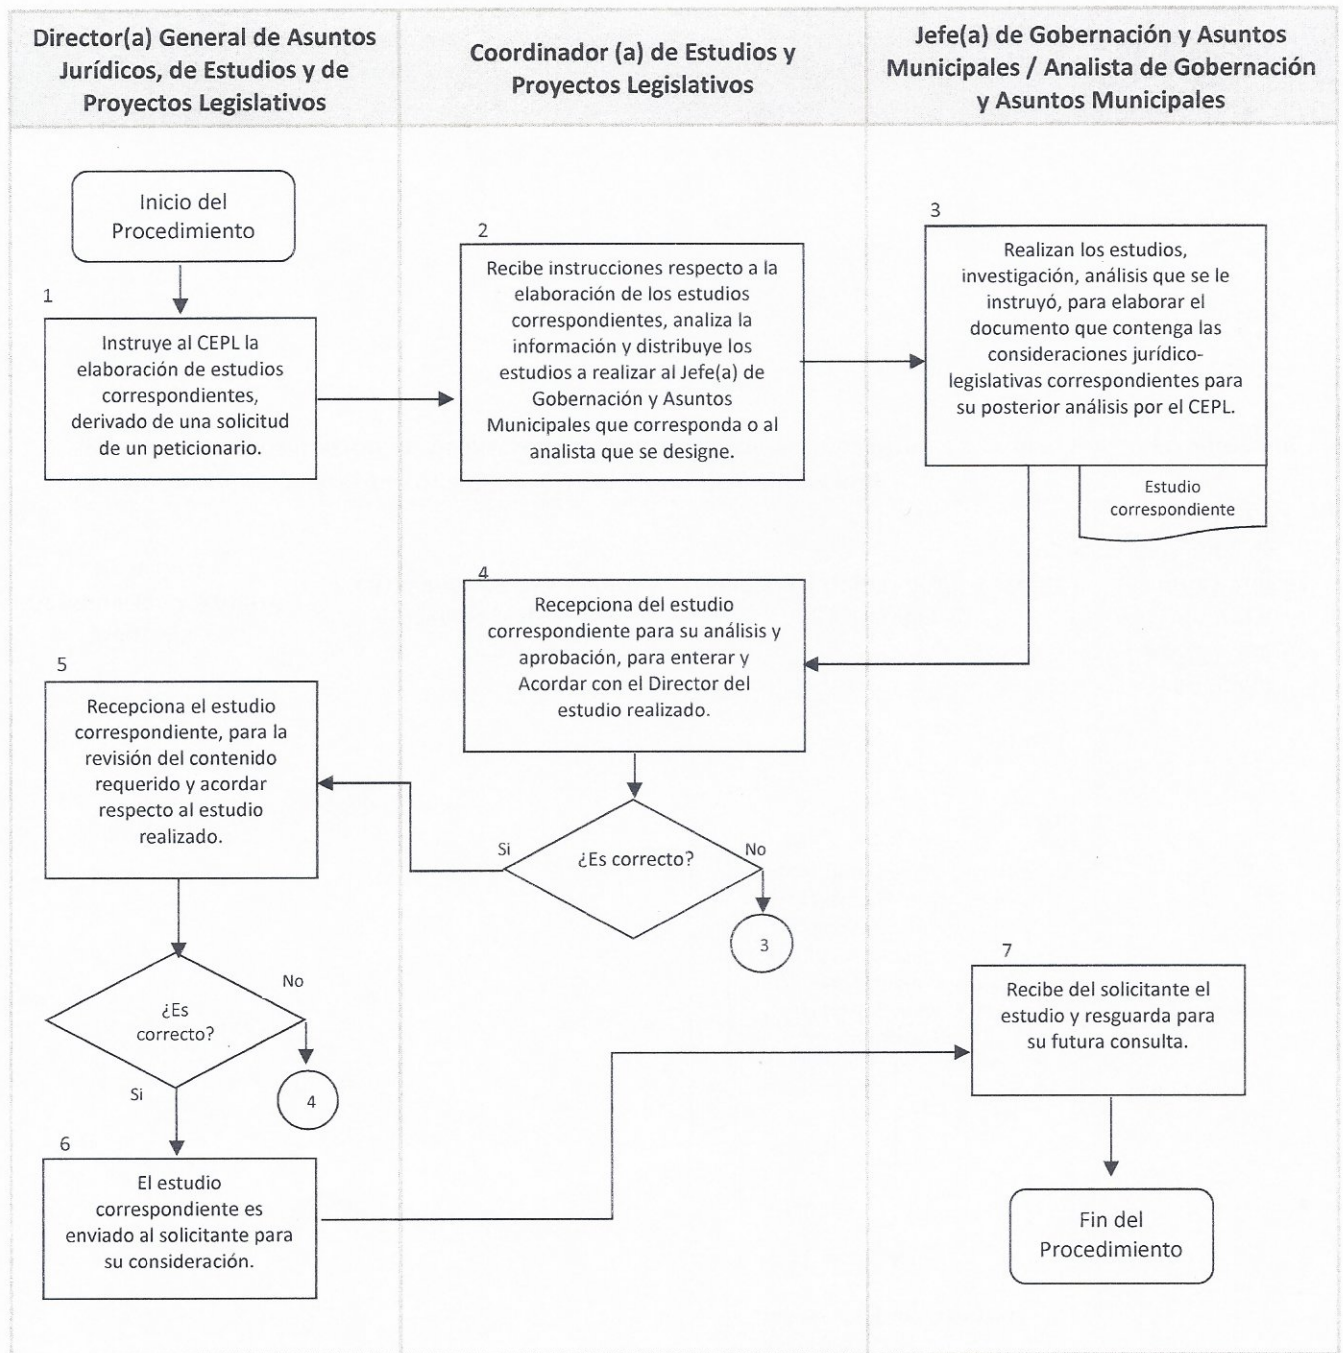 Director(a) General de Asuntos
Jurídicos, de Estudios y de
Proyectos Legislativos
Coordinador (a) de Estudios y
Proyectos Legislativos
Jefe(a) de Gobernación y Asuntos
Municipales / Analista de Gobernación
y Asuntos Municipales
Inicio del
Procedimiento
1
Instruye al CEPL la
elaboración de estudios
correspondientes,
derivado de una solicitud
de un peticionario.
2
Recibe instrucciones respecto a la
elaboración de los estudios
correspondientes, analiza la
información y distribuye los
estudios a realizar al Jefe(a) de
Gobernación y Asuntos
Municipales que corresponda o al
analista que se designe.
3
Realizan los estudios,
investigación, análisis que se le
instruyó, para elaborar el
documento que contenga las
consideraciones jurídico-
legislativas correspondientes para
su posterior análisis por el CEPL.
Estudio
correspondiente
4
Recepciona del estudio
correspondiente para su análisis y
aprobación, para enterar y
Acordar con el Director del
estudio realizado.
¿Es correcto?
Si
No
3
5
Recepciona el estudio
correspondiente, para la
revisión del contenido
requerido y acordar
respecto al estudio
realizado.
¿Es
correcto?
No
4
Si
6
El estudio
correspondiente es
enviado al solicitante para
su consideración.
7
Recibe del solicitante el
estudio y resguarda para
su futura consulta.
Fin del
Procedimiento